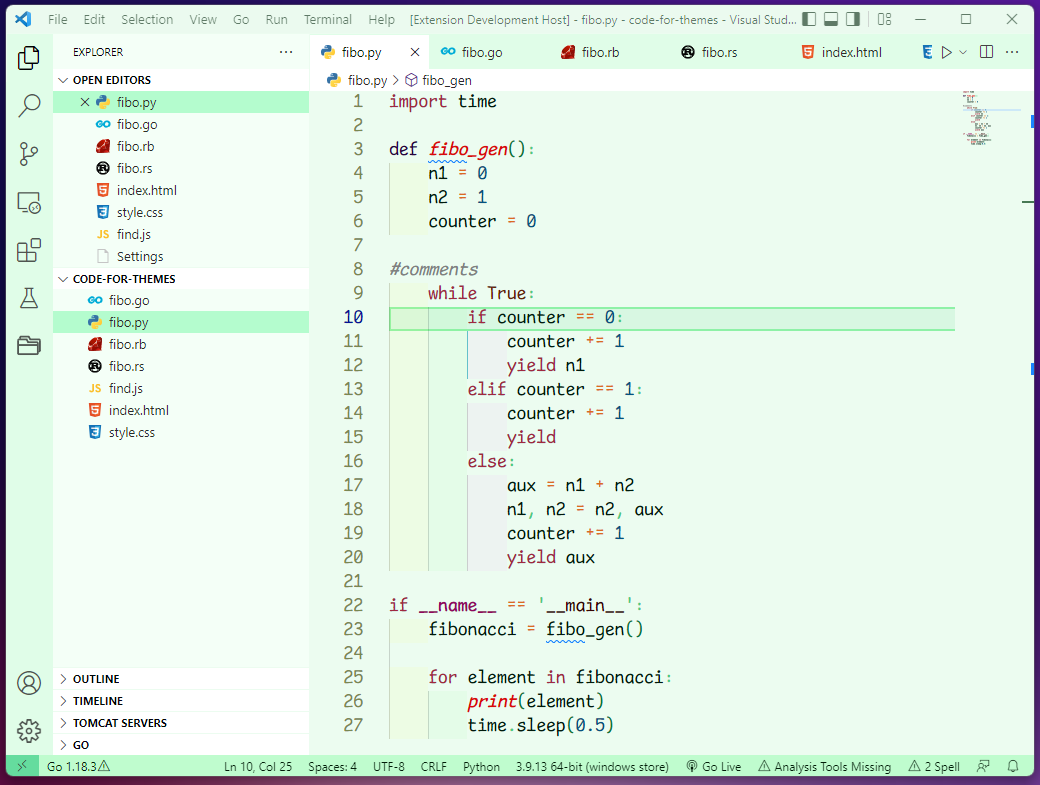 File Edit Selection View Go Run Terminal Help [Extension Development Host] - fibo.py - code-for-themes - Visual Stud...
EXPLORER
OPEN EDITORS
fibo.py
fibo.go
fibo.rb
fibo.rs
index.html
style.css
JS find.js
Settings
CODE-FOR-THEMES
fibo.go
fibo.py
fibo.rb
fibo.rs
JS find.js
index.html
style.css
OUTLINE
TIMELINE
TOMCAT SERVERS
GO
fibo.py fibo.go fibo.rb fibo.rs index.html
fibo.py > fibo_gen
1 import time
2
3 def fibo_gen():
4 n1 = 0
5 n2 = 1
6 counter = 0
7
8 #comments
9 while True:
10 if counter == 0:
11 counter += 1
12 yield n1
13 elif counter == 1:
14 counter += 1
15 yield
16 else:
17 aux = n1 + n2
18 n1, n2 = n2, aux
19 counter += 1
20 yield aux
21
22 if __name__ == '__main__':
23 fibonacci = fibo_gen()
24
25 for element in fibonacci:
26 print(element)
27 time.sleep(0.5)
Go 1.18.3 Ln 10, Col 25 Spaces: 4 UTF-8 CRLF Python 3.9.13 64-bit (windows store) Go Live Analysis Tools Missing 2 Spell